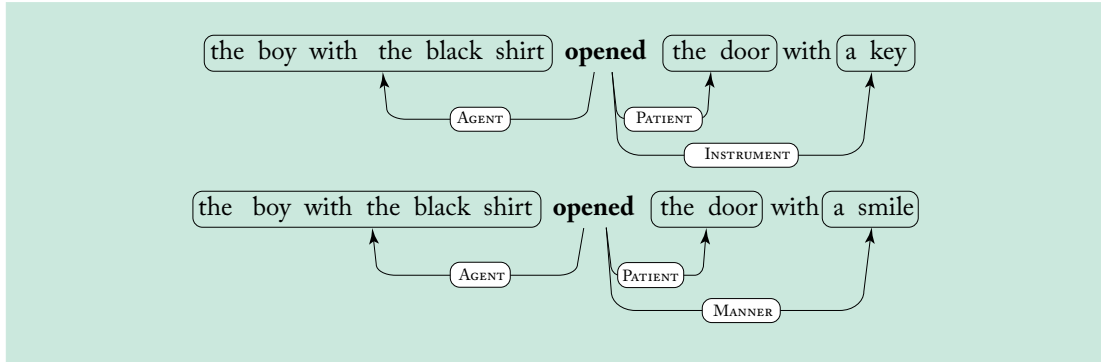 the boy with the black shirt opened the door with a key
AGENT PATIENT
INSTRUMENT
the boy with the black shirt opened the door with a smile
AGENT PATIENT
MANNER